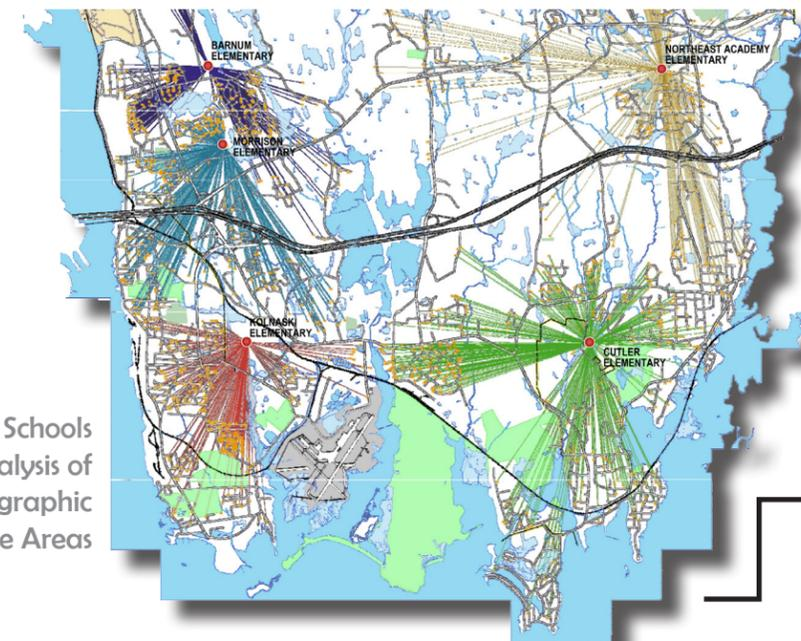 BARNUM
ELEMENTARY
NORTHEAST ACADEMY
ELEMENTARY
MORRISON
ELEMENTARY
KOLNASKI
ELEMENTARY
CUTLER
ELEMENTARY
Schools
alysis of
graphic
e Areas